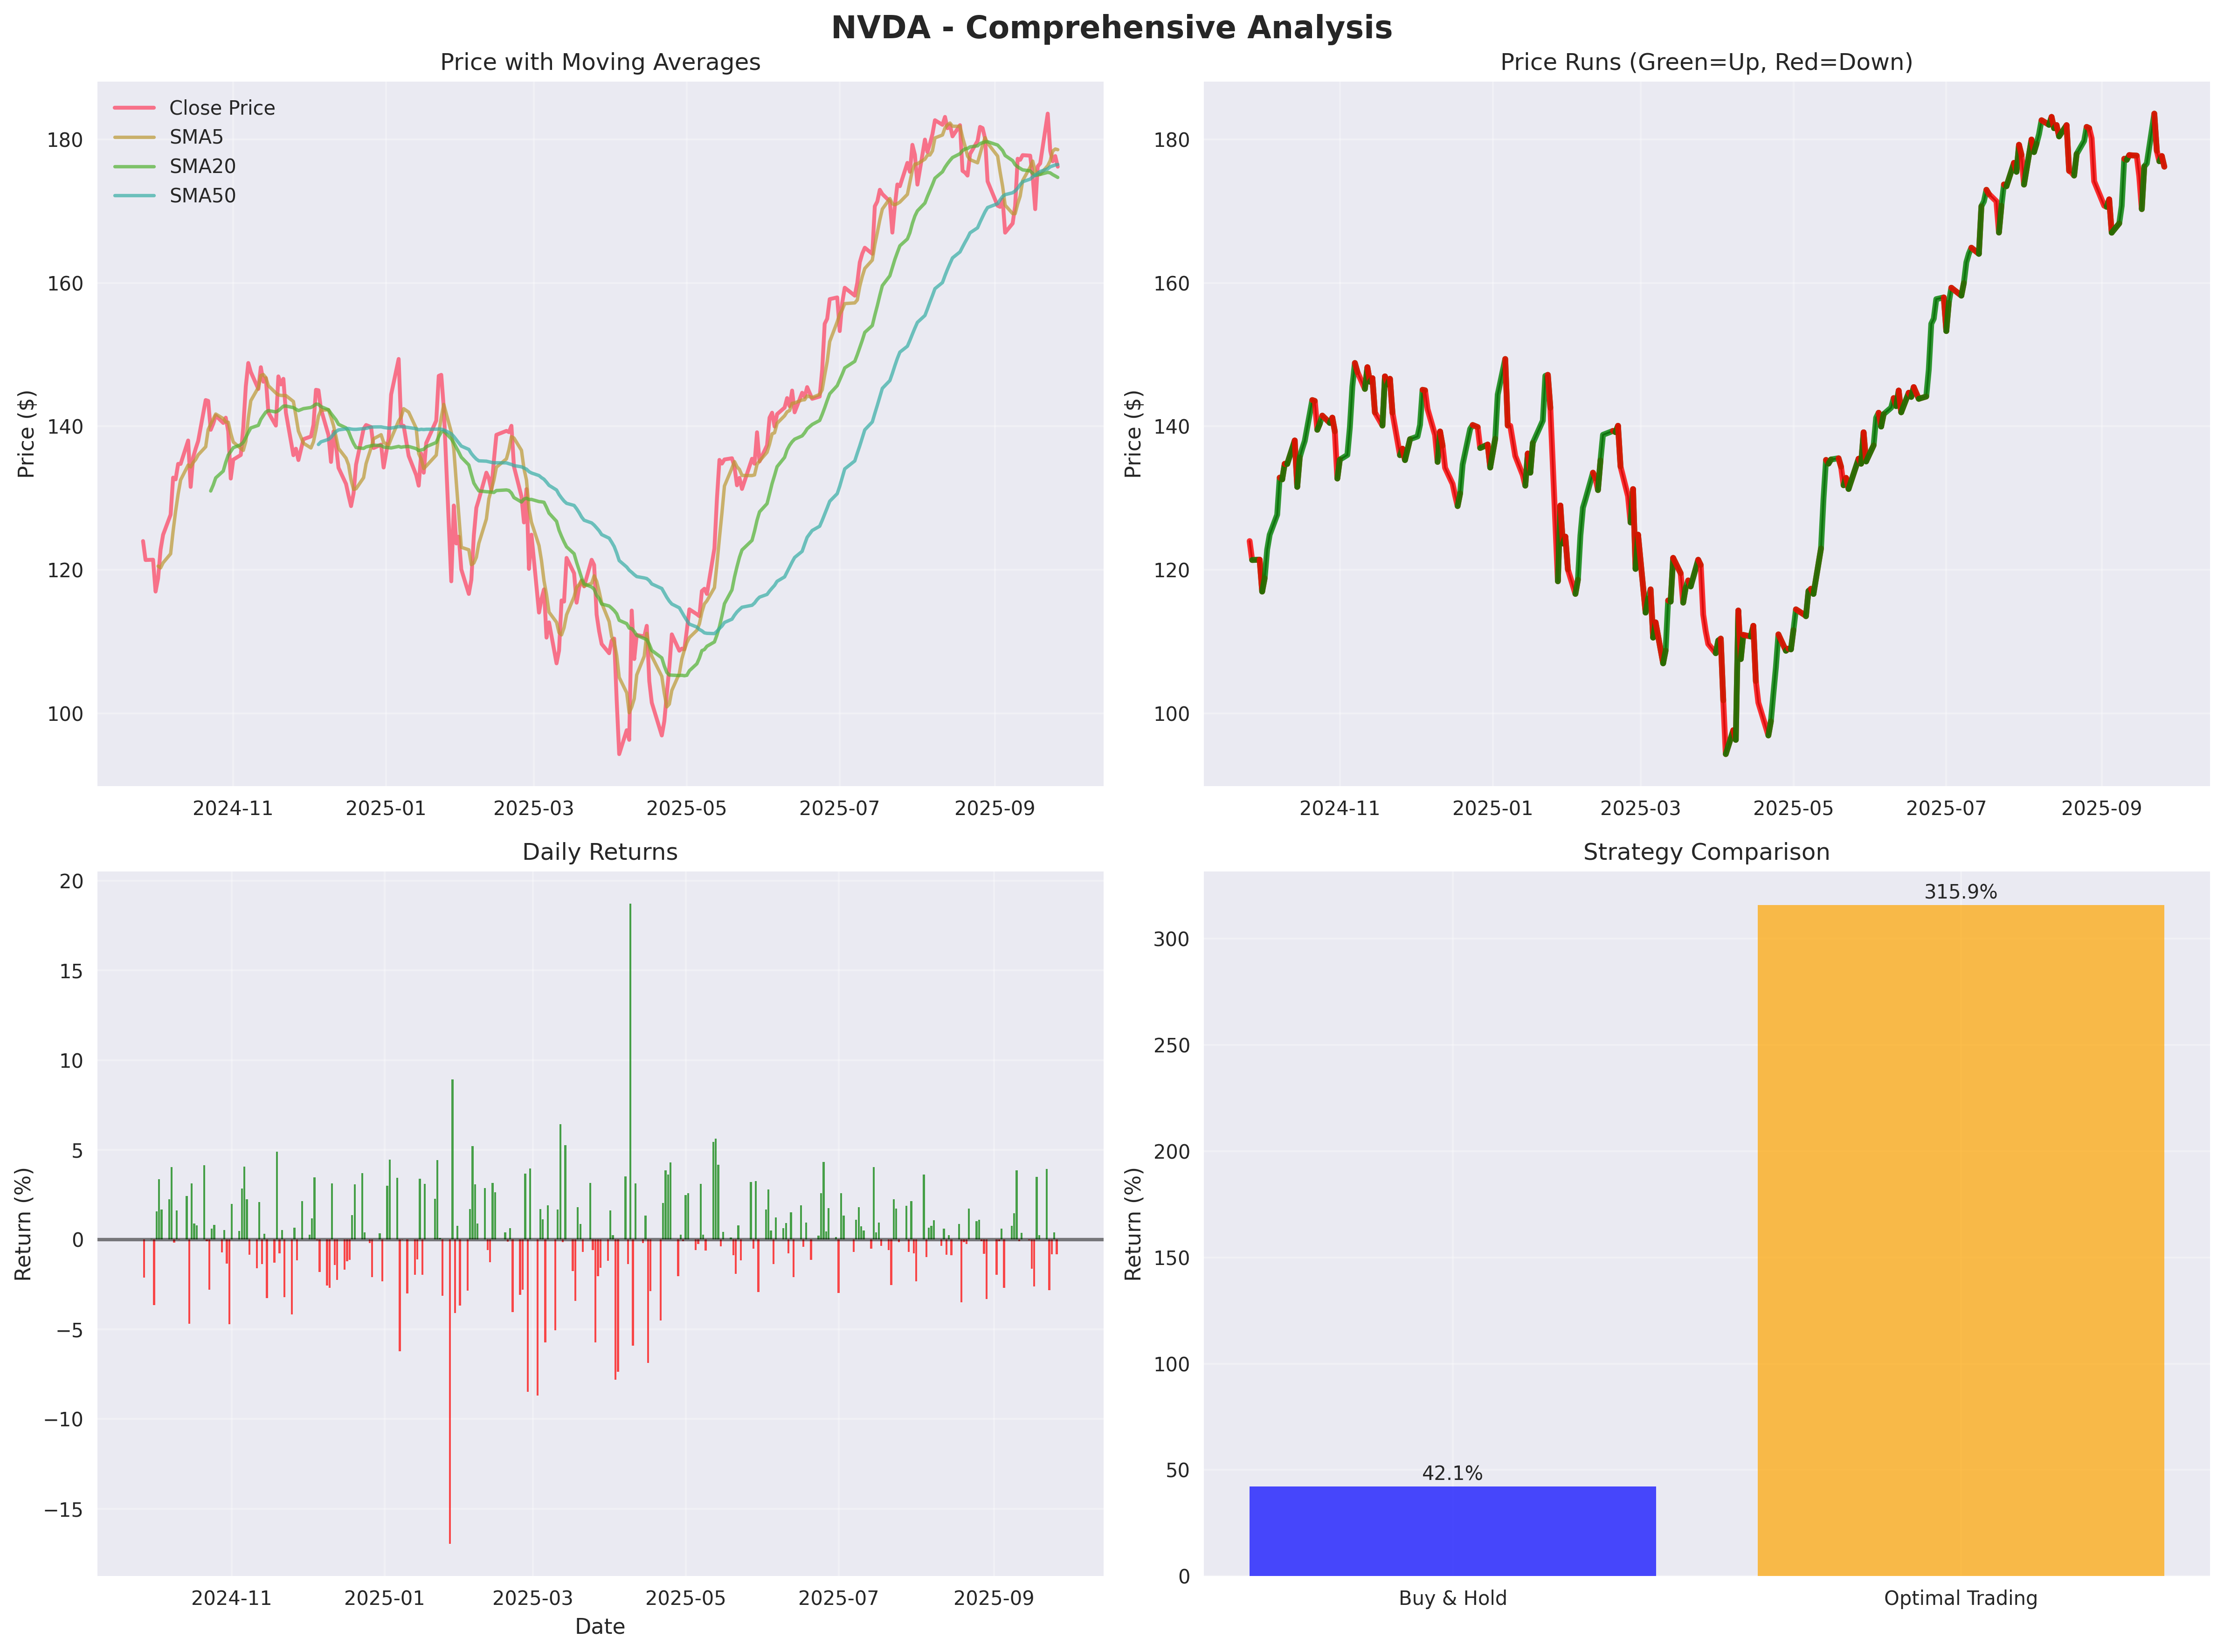 NVDA - Comprehensive Analysis
Price with Moving Averages
Close Price
SMA5
SMA20
SMA50
Price ($)
180
160
140
120
100
2024-11
2025-01
2025-03
2025-05
2025-07
2025-09
Price Runs (Green=Up, Red=Down)
Price ($)
180
160
140
120
100
2024-11
2025-01
2025-03
2025-05
2025-07
2025-09
Daily Returns
Return (%)
20
15
10
5
0
−5
−10
−15
2024-11
2025-01
2025-03
2025-05
2025-07
2025-09
Date
Strategy Comparison
Return (%)
300
250
200
150
100
50
0
42.1%
315.9%
Buy & Hold
Optimal Trading